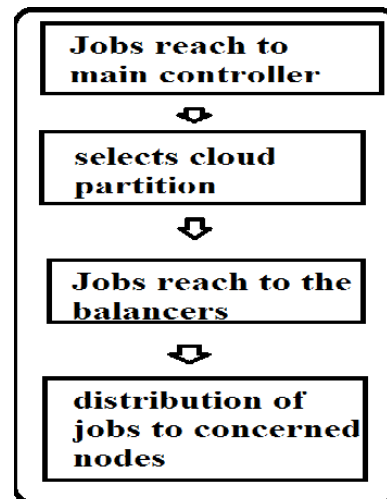 Jobs reach to
main controller
selects cloud
partition
Jobs reach to the
balancers
distribution of
jobs to concerned
nodes